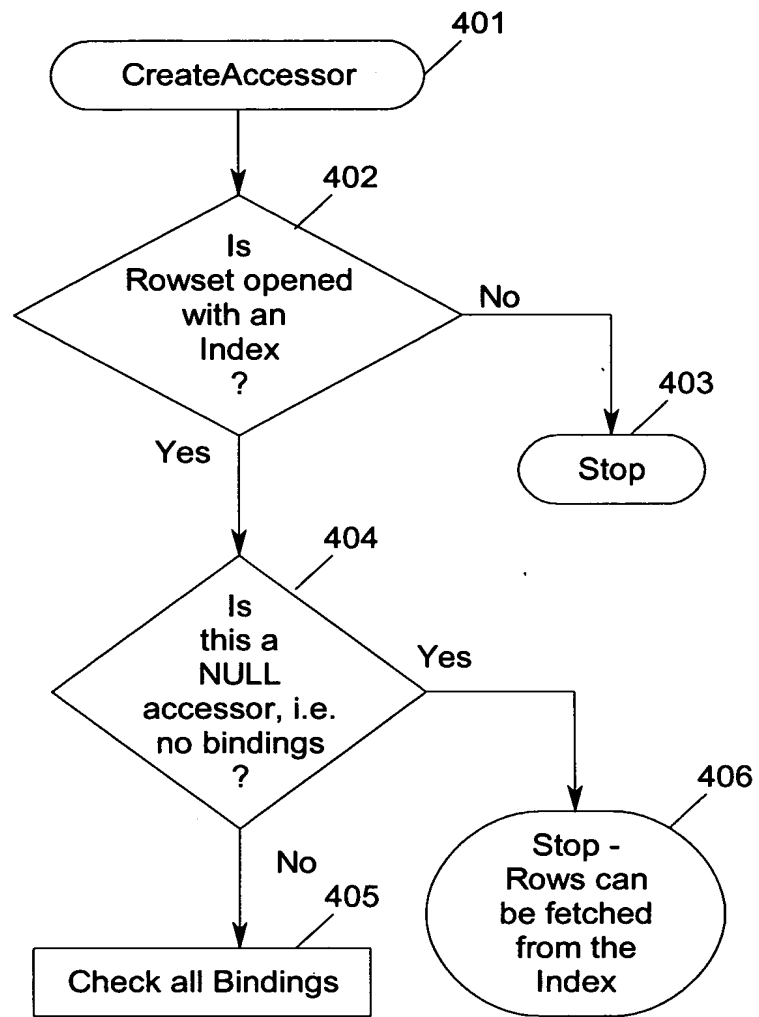 401
CreateAccessor
402
Is
Rowset opened
with an
Index
?
No
403
Stop
Yes
404
Is
this a
NULL
accessor, i.e.
no bindings
?
Yes
406
Stop -
Rows can
be fetched
from the
Index
No
405
Check all Bindings